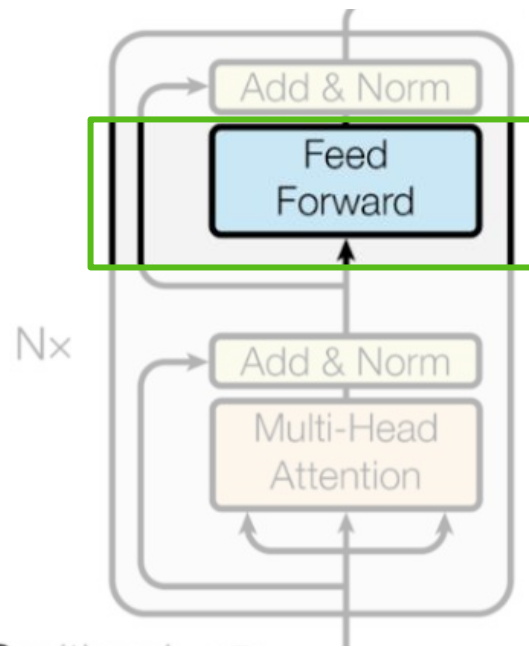 Add & Norm
Feed
Forward
Nx
Add & Norm
Multi-Head
Attention